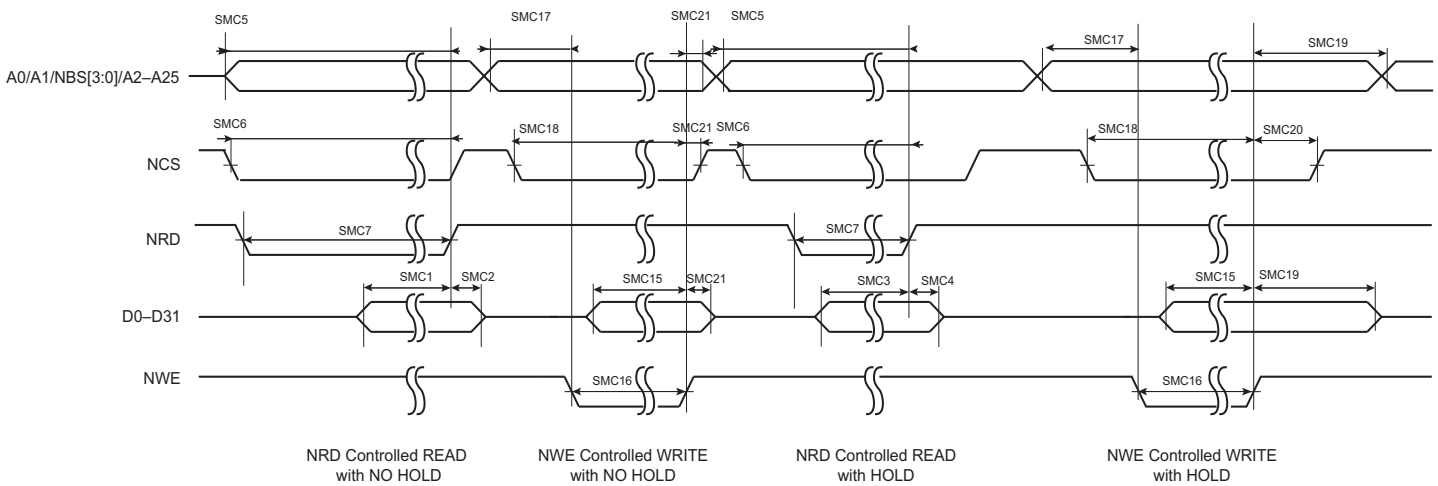 SMC5 SMC17 SMC21 SMC5 SMC17 SMC19
A0/A1/NBS[3:0]/A2–A25
SMC6 SMC18 SMC21 SMC6 SMC18 SMC20
NCS
SMC7 SMC7
NRD
SMC1 SMC2 SMC15 SMC21 SMC3 SMC4 SMC15 SMC19
D0–D31
NWE
SMC16 SMC16
NRD Controlled READ
with NO HOLD
NWE Controlled WRITE
with NO HOLD
NRD Controlled READ
with HOLD
NWE Controlled WRITE
with HOLD